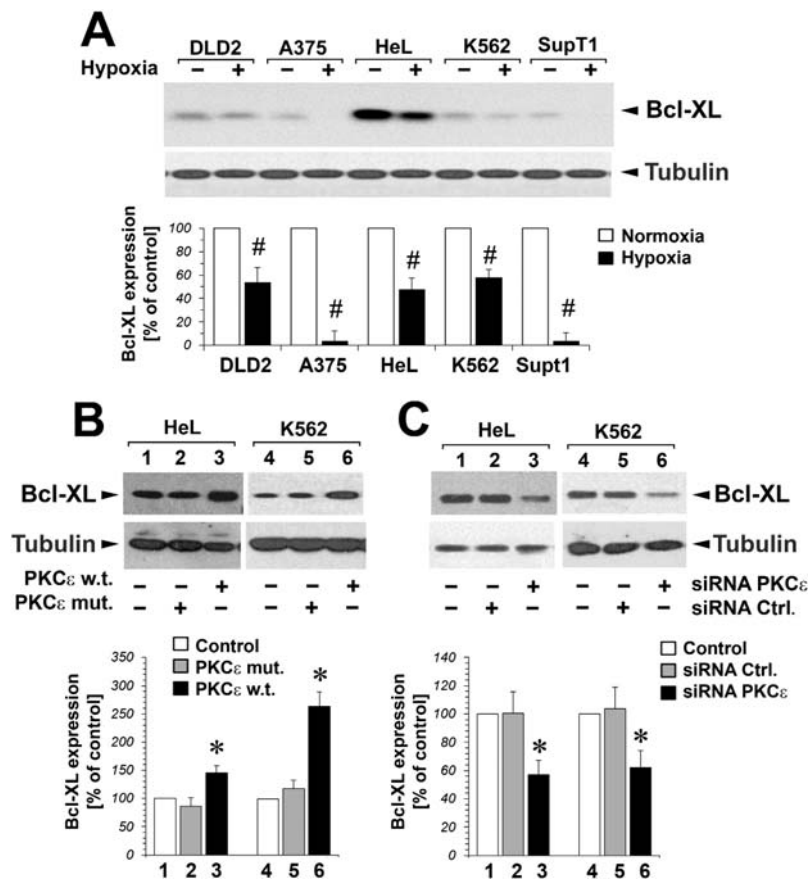 A
DLD2 A375 HeL K562 SupT1
Hypoxia − + − + − + − + − +
Bcl-XL
Tubulin
Bcl-XL expression
[% of control]
100
80
60
40
20
0
# # # # #
Normoxia
Hypoxia
DLD2 A375 HeL K562 Supt1
B
HeL K562
1 2 3 4 5 6
Bcl-XL
Tubulin
PKCε w.t. − − + − − +
PKCε mut. − + − − + −
Control
PKCε mut.
PKCε w.t.
Bcl-XL expression
[% of control]
350
300
250
200
150
100
50
0
* *
1 2 3 4 5 6
C
HeL K562
1 2 3 4 5 6
Bcl-XL
Tubulin
− − + − − + siRNA PKCε
− + − − + − siRNA Ctrl.
Control
siRNA Ctrl.
siRNA PKCε
Bcl-XL expression
[% of control]
140
120
100
80
60
40
20
0
* *
1 2 3 4 5 6